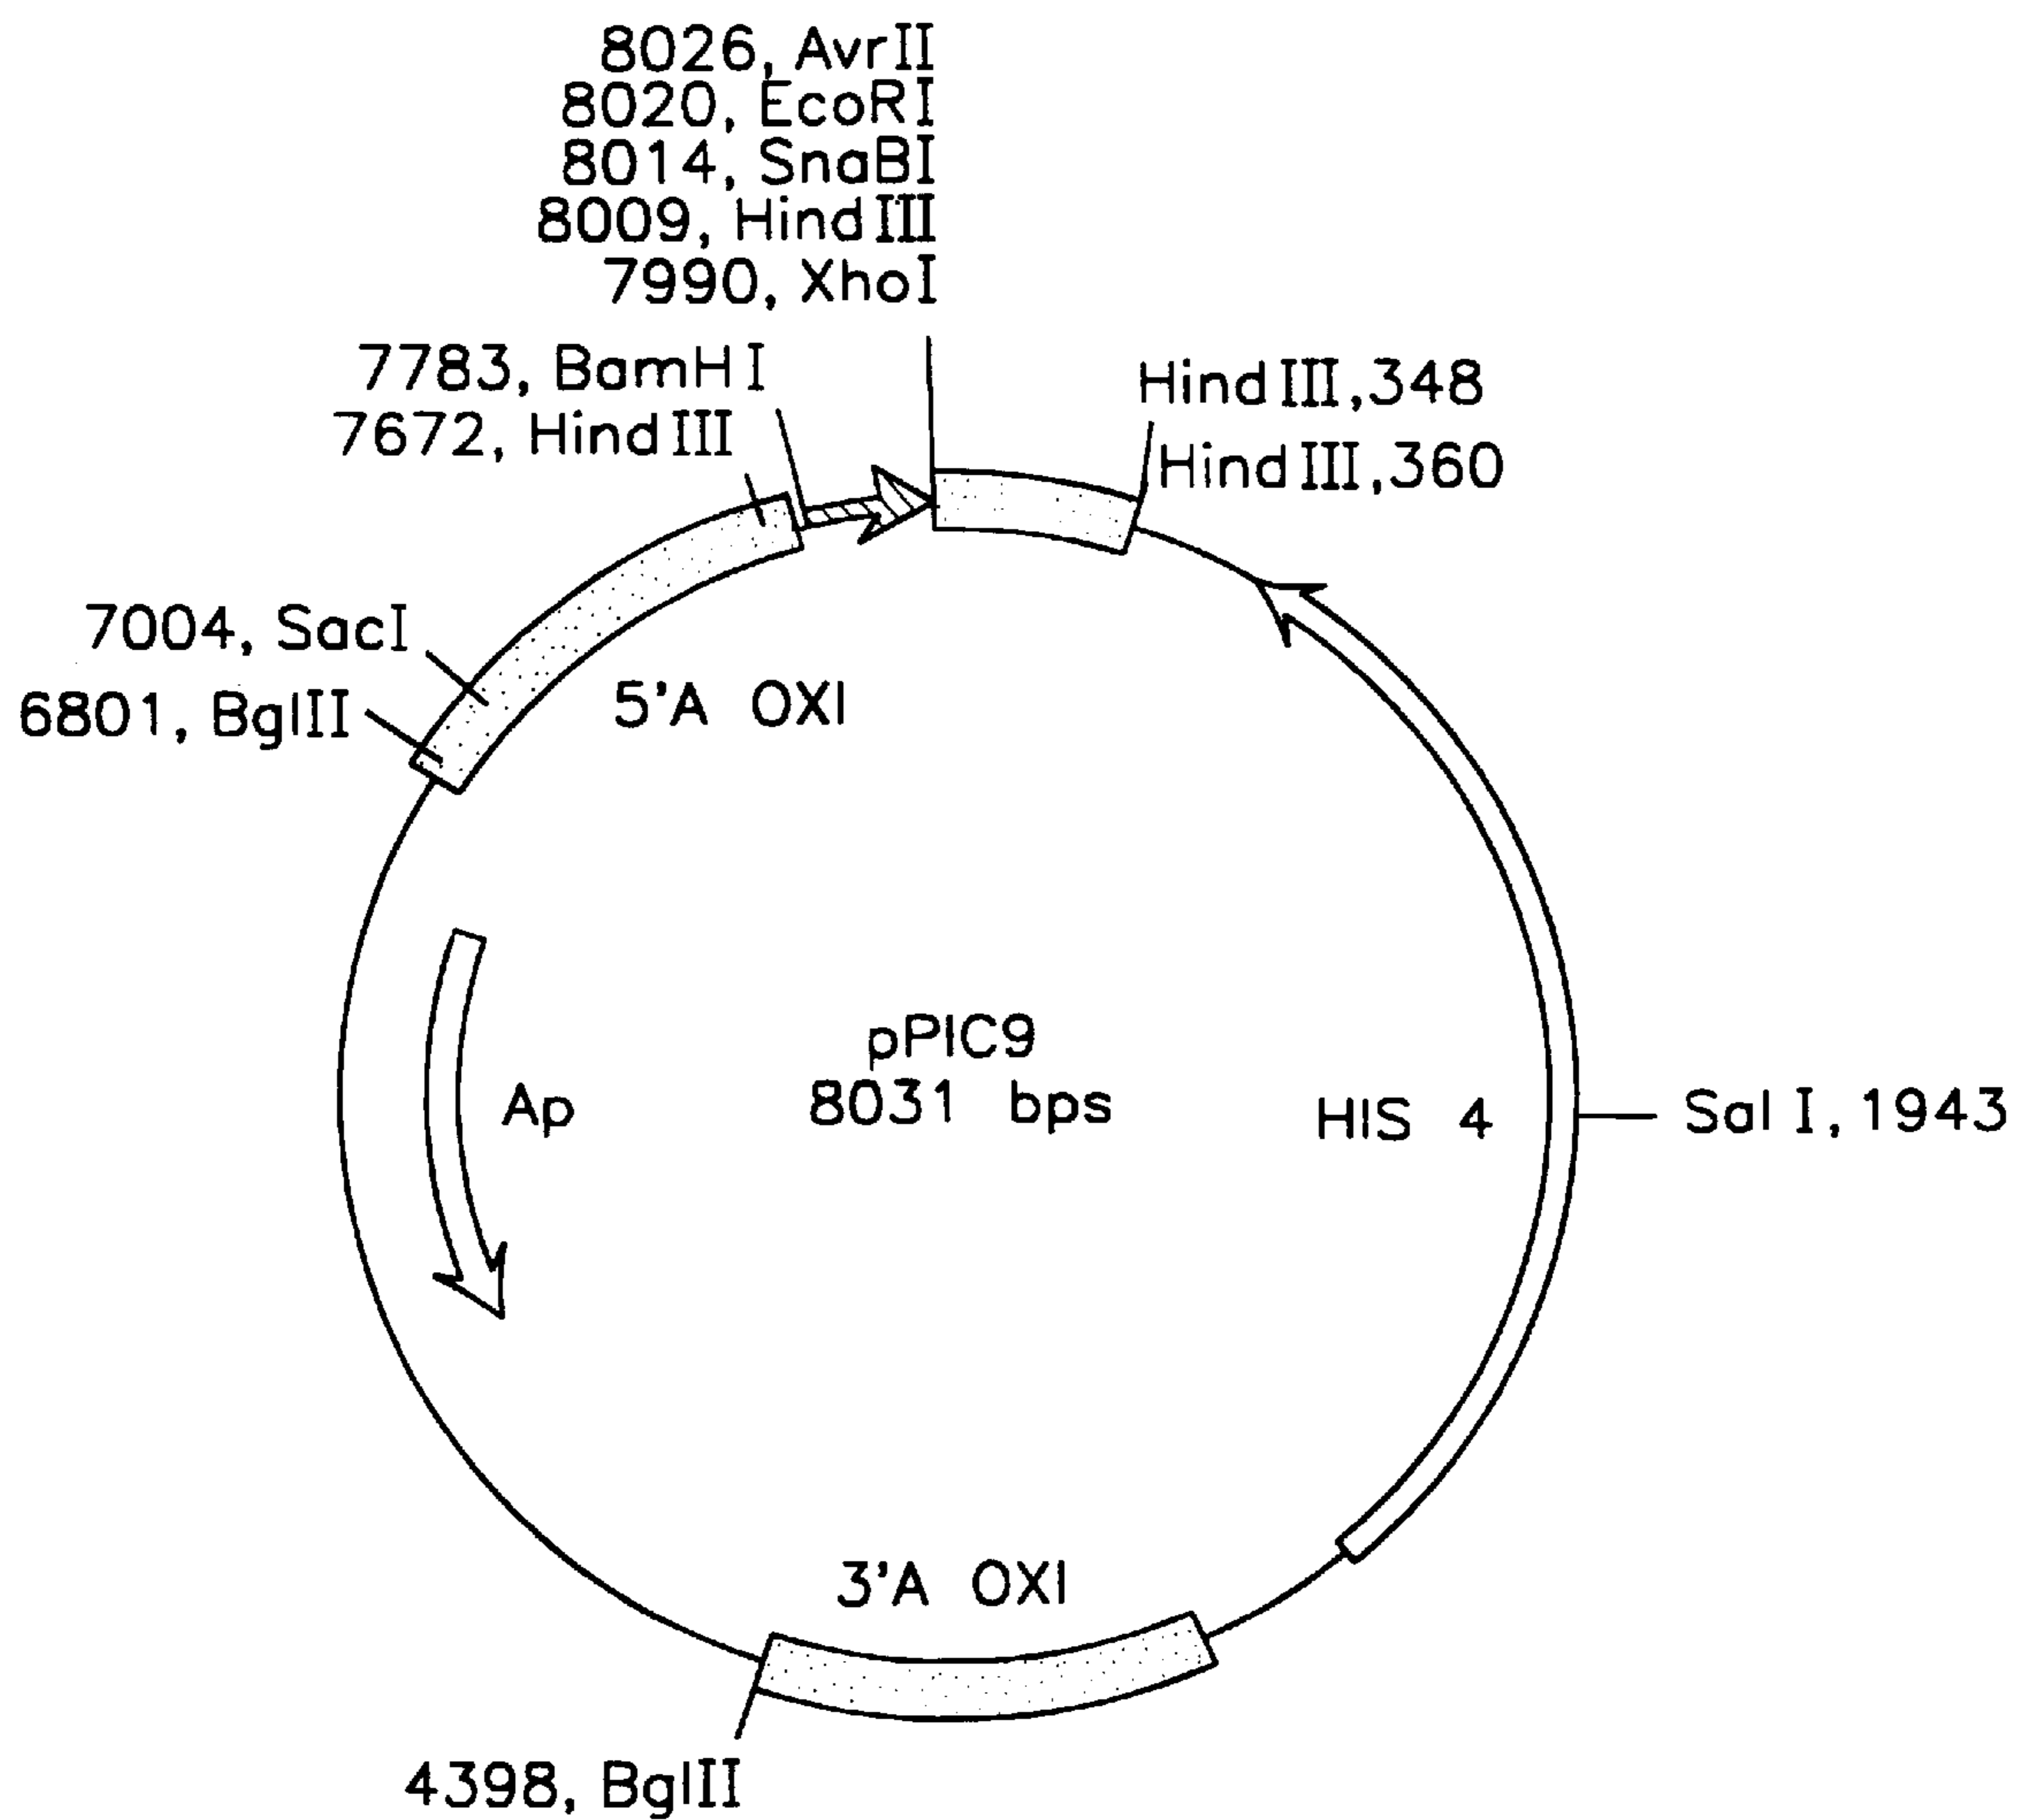 8026, AvrII
8020, EcoRI
8014, SnaBI
8009, HindIII
7990, XhoI
7783, BamHI
7672, HindIII
HindIII,348
HindIII,360
7004, SacI
6801, BglII
5'A OXI
pPIC9
8031 bps
Ap
HIS 4
Sal I, 1943
3'A OXI
4398, BglII